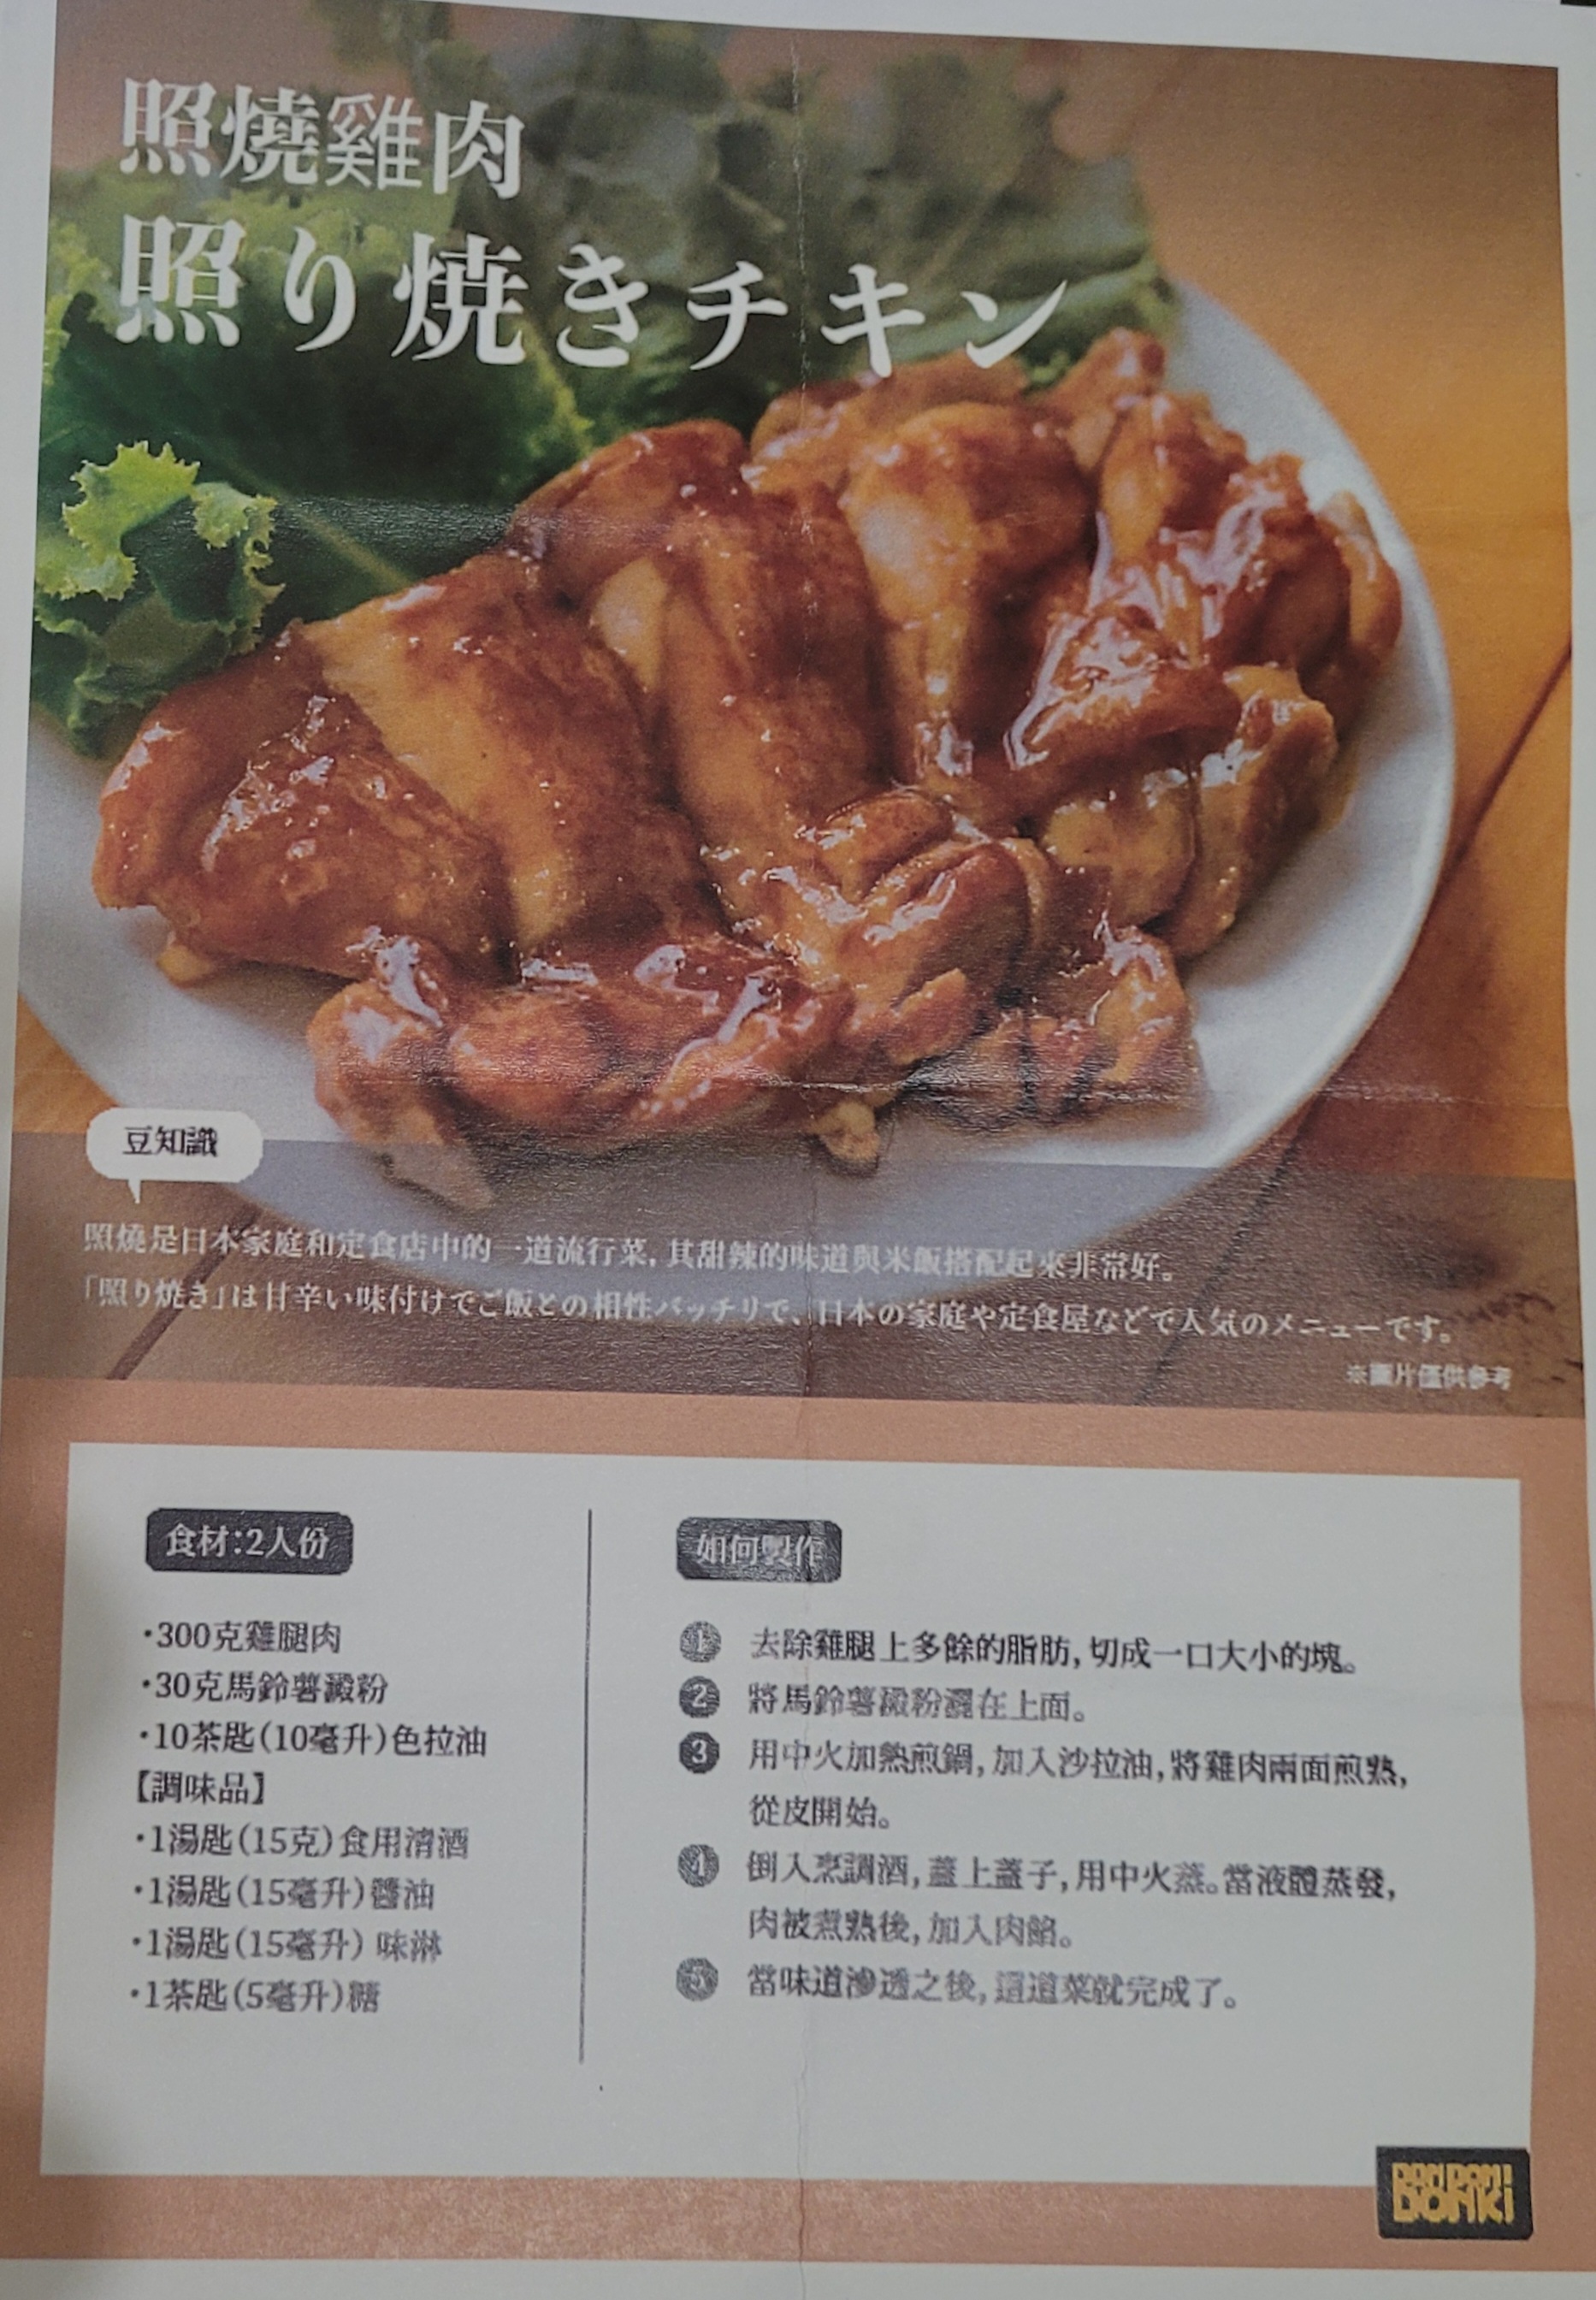 照燒雞肉
照り焼きチキン
豆知識
照燒是日本家庭和定食店中的一道流行菜,其甜辣的味道與米飯搭配起來非常好。
「照り焼き」は甘辛い味付けでご飯との相性バッチリで、日本の家庭や定食屋などで人気のメニューです。
※圖片僅供參考
食材:2人份
・300克雞腿肉
・30克馬鈴薯澱粉
・10茶匙(10毫升)色拉油
【調味品】
・1湯匙(15克)食用清酒
・1湯匙(15毫升)醬油
・1湯匙(15毫升) 味淋
・1茶匙(5毫升)糖
如何製作
1 去除雞腿上多餘的脂肪,切成一口大小的塊。
2 將馬鈴薯澱粉灑在上面。
3 用中火加熱煎鍋,加入沙拉油,將雞肉兩面煎熟,
從皮開始。
4 倒入烹調酒,蓋上蓋子,用中火蒸。當液體蒸發,
肉被煮熟後,加入肉餡。
5 當味道滲透之後,這道菜就完成了。
DON DON!
DONKI